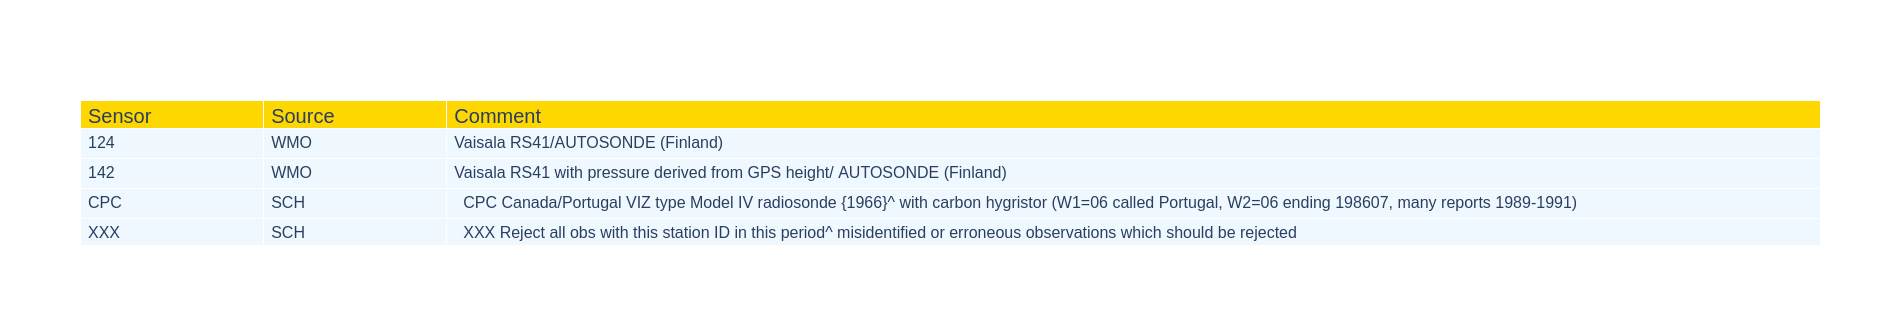 Sensor Source Comment
124 WMO Vaisala RS41/AUTOSONDE (Finland)
142 WMO Vaisala RS41 with pressure derived from GPS height/ AUTOSONDE (Finland)
CPC SCH CPC Canada/Portugal VIZ type Model IV radiosonde {1966}^ with carbon hygristor (W1=06 called Portugal, W2=06 ending 198607, many reports 1989-1991)
XXX SCH XXX Reject all obs with this station ID in this period^ misidentified or erroneous observations which should be rejected